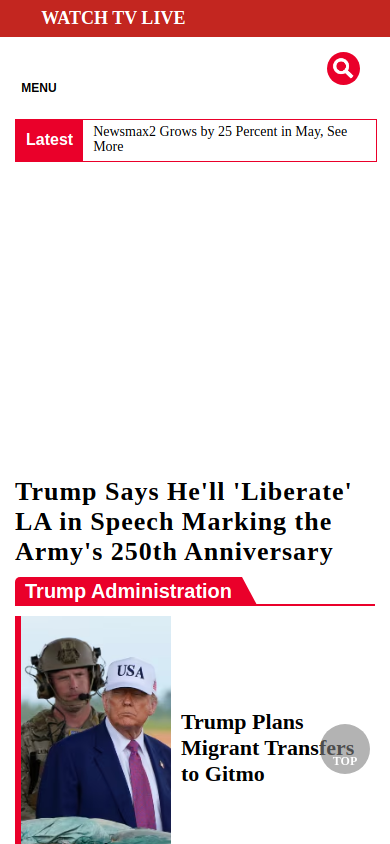 WATCH TV LIVE
MENU
Latest
Newsmax2 Grows by 25 Percent in May, See
More
Trump Says He'll 'Liberate'
LA in Speech Marking the
Army's 250th Anniversary
Trump Administration
USA
Trump Plans
Migrant Transfers
to Gitmo
TOP